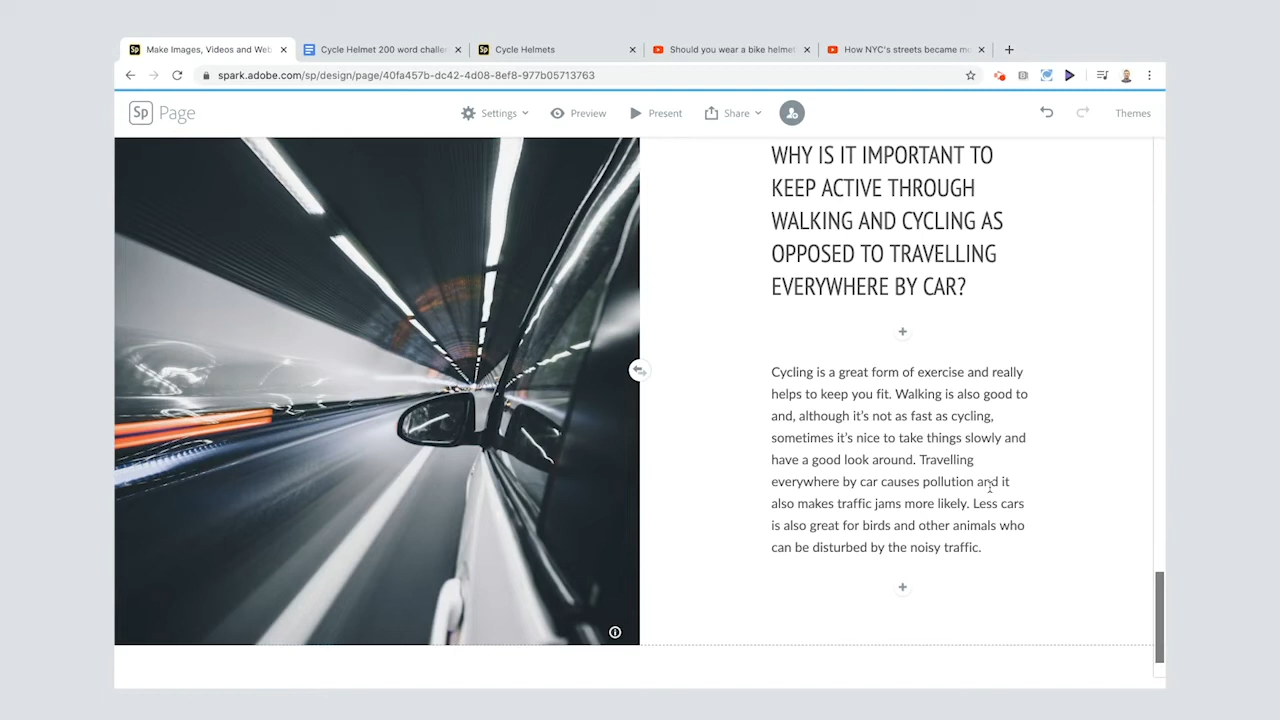 Make Images, Videos and Web
Cycle Helmet 200 word challe
Cycle Helmets
Should you wear a bike helmet
How NYC's streets became mo
spark.adobe.com/sp/design/page/40fa457b-dc42-4d08-8ef8-977b05713763
Sp Page
Settings
Preview
Present
Share
Themes
WHY IS IT IMPORTANT TO
KEEP ACTIVE THROUGH
WALKING AND CYCLING AS
OPPOSED TO TRAVELLING
EVERYWHERE BY CAR?
Cycling is a great form of exercise and really
helps to keep you fit. Walking is also good to
and, although it's not as fast as cycling,
sometimes it's nice to take things slowly and
have a good look around. Travelling
everywhere by car causes pollution and it
also makes traffic jams more likely. Less cars
is also great for birds and other animals who
can be disturbed by the noisy traffic.